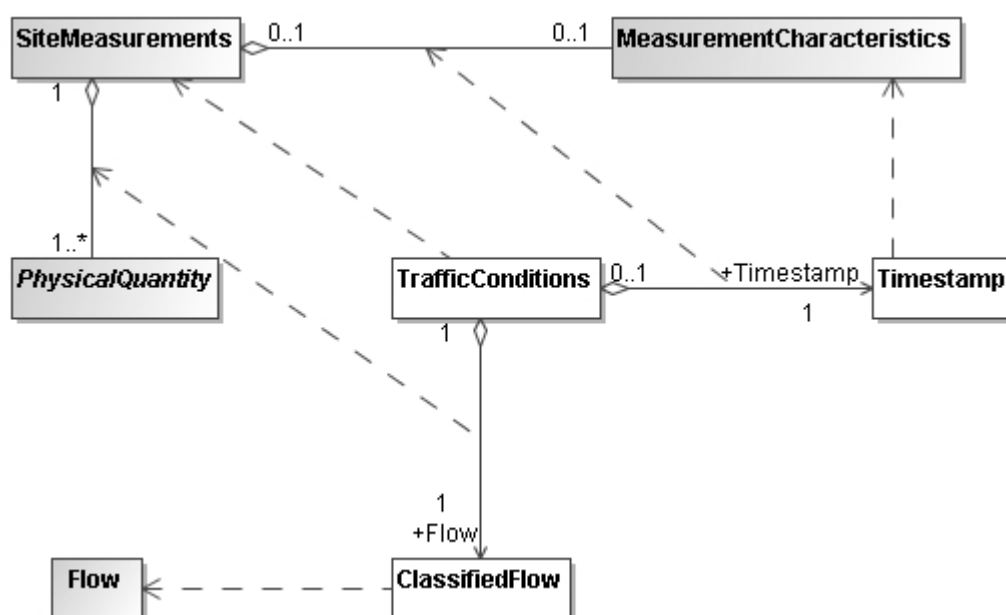 SiteMeasurements
0..1
0..1
MeasurementCharacteristics
1
1..*
PhysicalQuantity
TrafficConditions
0..1
+Timestamp
1
Timestamp
1
1
+Flow
Flow
ClassifiedFlow